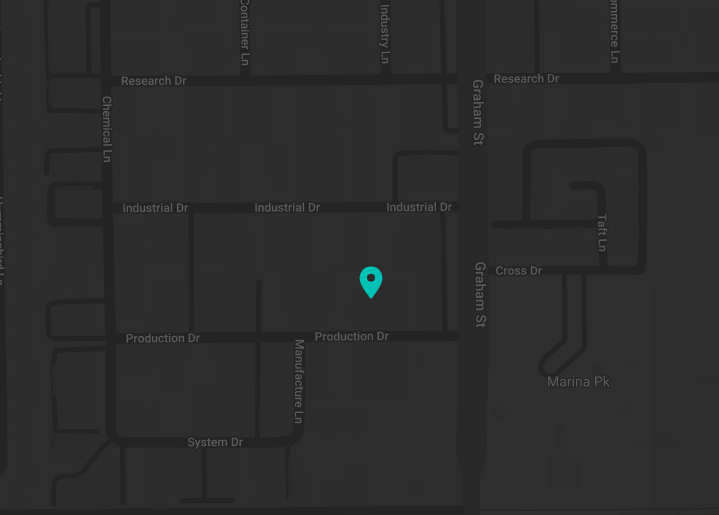 Container Ln
Industry Ln
ommerce Ln
Research Dr
Research Dr
Chemical Ln
Graham St
Industrial Dr
Industrial Dr
Industrial Dr
Taft Ln
Graham St
Cross Dr
Production Dr
Production Dr
Manufacture Ln
Marina Pk
System Dr